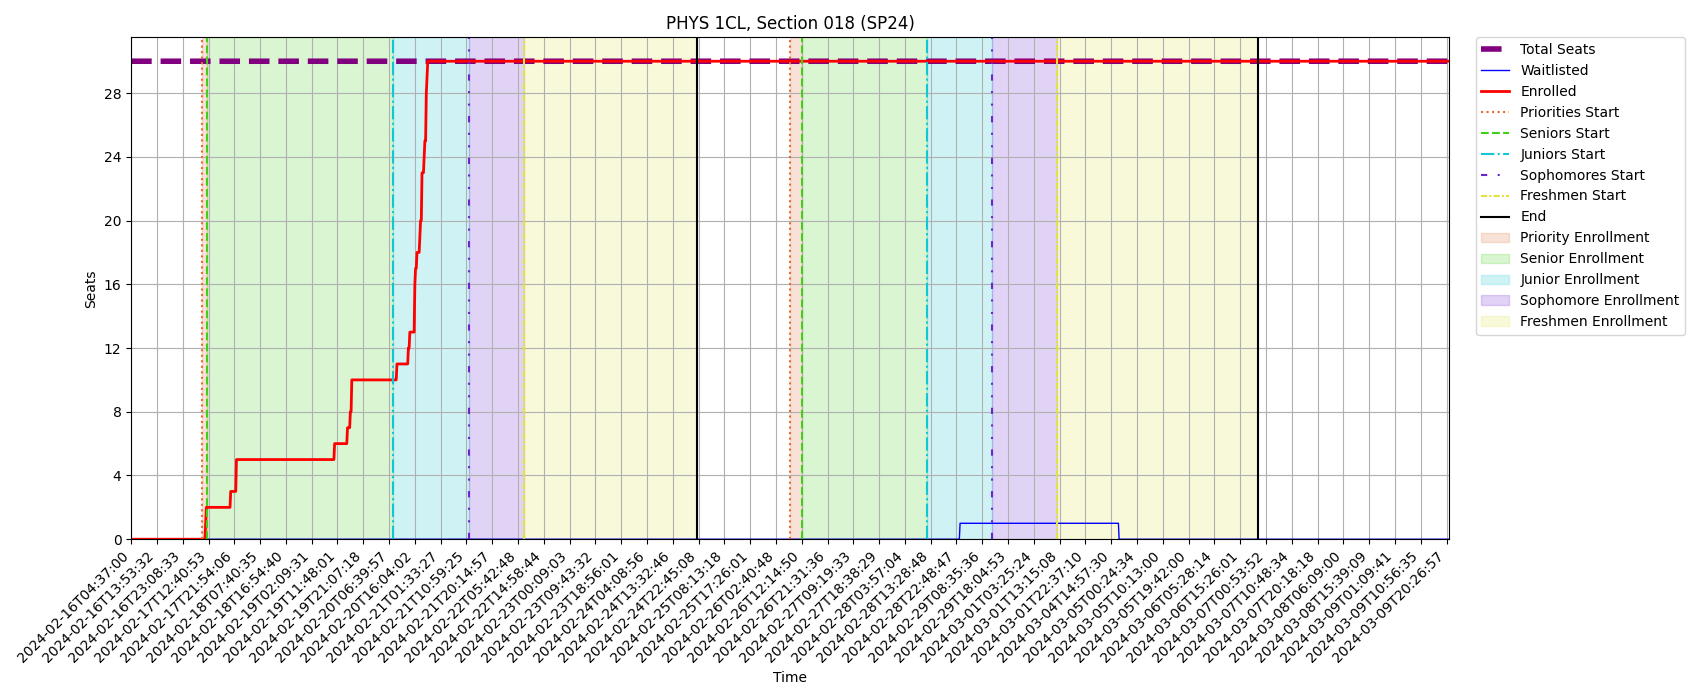 PHYS 1CL, Section 018 (SP24)
Seats
28
24
20
16
12
8
4
0
2024-02-16T04:37:00
2024-02-16T13:53:32
2024-02-16T23:08:33
2024-02-17T12:40:53
2024-02-17T21:54:06
2024-02-18T07:40:35
2024-02-18T16:54:40
2024-02-19T02:09:31
2024-02-19T11:48:01
2024-02-19T21:07:18
2024-02-20T06:39:57
2024-02-20T16:04:02
2024-02-21T01:33:27
2024-02-21T10:59:25
2024-02-21T20:14:57
2024-02-22T05:42:48
2024-02-22T14:58:44
2024-02-23T00:09:03
2024-02-23T09:43:32
2024-02-23T18:56:01
2024-02-24T04:08:56
2024-02-24T13:32:46
2024-02-24T22:45:08
2024-02-25T08:13:18
2024-02-25T17:26:01
2024-02-26T02:40:48
2024-02-26T12:14:50
2024-02-26T21:31:36
2024-02-27T09:19:33
2024-02-27T18:38:29
2024-02-28T03:57:04
2024-02-28T13:28:48
2024-02-28T22:48:47
2024-02-29T08:35:36
2024-02-29T18:04:53
2024-03-01T03:25:24
2024-03-01T13:15:08
2024-03-01T22:37:10
2024-03-04T14:57:30
2024-03-05T00:24:34
2024-03-05T10:13:00
2024-03-05T19:42:00
2024-03-06T05:28:14
2024-03-06T15:26:01
2024-03-07T00:53:52
2024-03-07T10:48:34
2024-03-07T20:18:18
2024-03-08T06:09:00
2024-03-08T15:39:09
2024-03-09T01:09:41
2024-03-09T10:56:35
2024-03-09T20:26:57
Time
Total Seats
Waitlisted
Enrolled
Priorities Start
Seniors Start
Juniors Start
Sophomores Start
Freshmen Start
End
Priority Enrollment
Senior Enrollment
Junior Enrollment
Sophomore Enrollment
Freshmen Enrollment